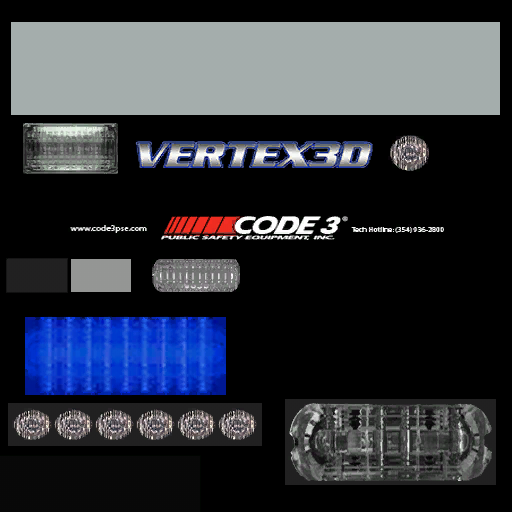 VERTEX3D
www.code3pse.com
CODE 3®
PUBLIC SAFETY EQUIPMENT, INC.
Tech Hotline: (354) 936-2800